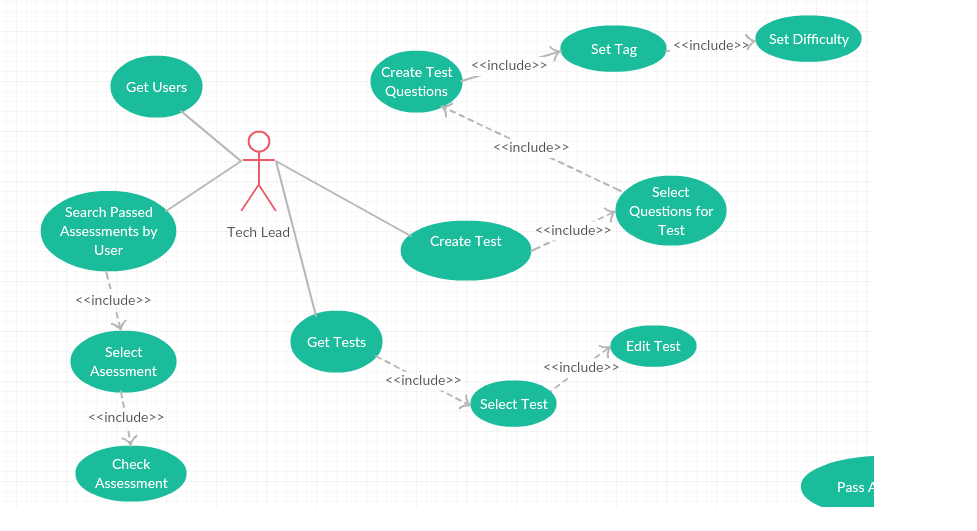 Set Difficulty
<<include>>
Set Tag
<<include>>
Create Test
Questions
Get Users
<<include>>
Select
Questions for
Test
Search Passed
Assessments by
User
Tech Lead
<<include>>
Create Test
<<include>>
Get Tests
Edit Test
Select
Asessment
<<include>>
<<include>>
Select Test
<<include>>
Check
Assessment
Pass A